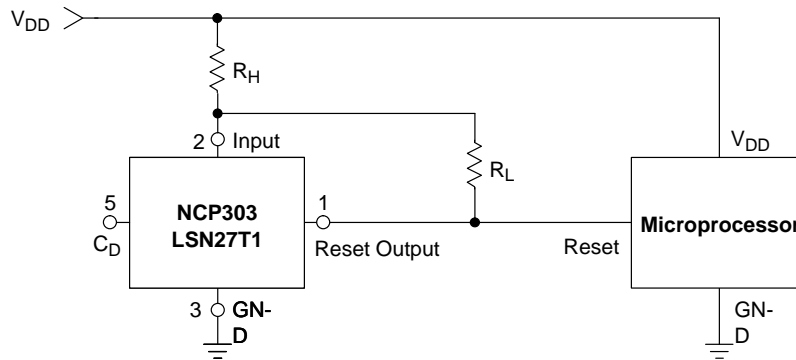 VDD
RH
2 Input
VDD
RL
5
CD
NCP303
LSN27T1
1
Reset Output
Reset
Microprocessor
3 GN-
D
GN-
D